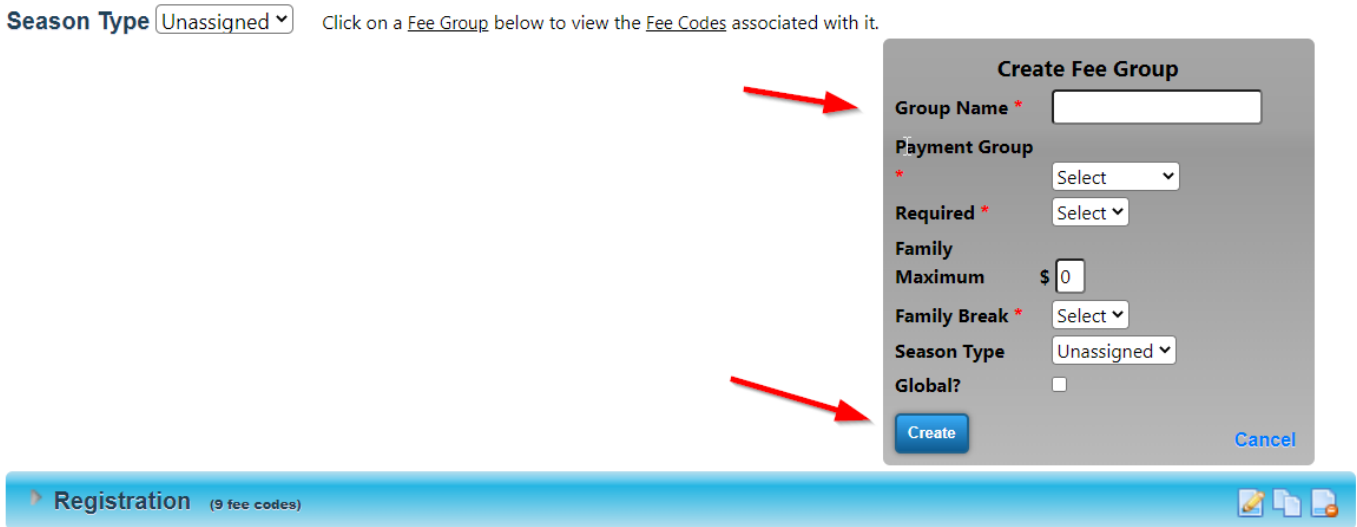 Season Type Unassigned Click on a Fee Group below to view the Fee Codes associated with it.
Create Fee Group
Group Name *
Payment Group
* Select
Required * Select
Family
Maximum $ 0
Family Break * Select
Season Type Unassigned
Global?
Create Cancel
Registration (9 fee codes)